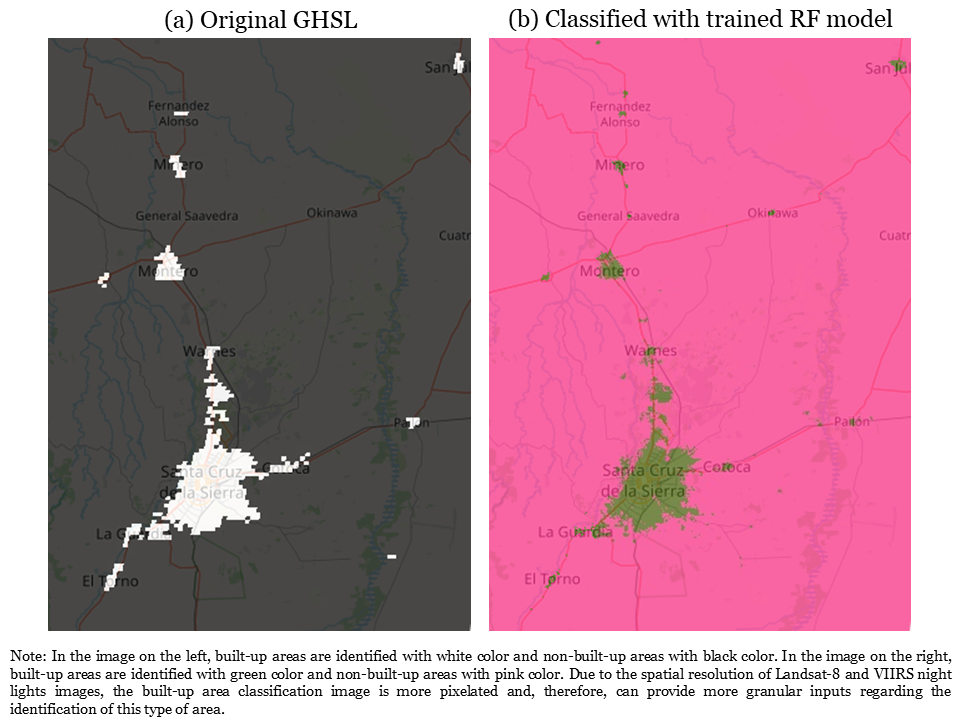 (a) Original GHSL
(b) Classified with trained RF model
San Jul
Fernandez
Alonso
Minero
General Saavedra
Okinawa
Cuatr
Montero
Warnes
Pailón
Santa Cruz
de la Sierra
Cotoca
La Guardia
El Torno
San Jul
Fernandez
Alonso
Minero
General Saavedra
Okinawa
Cuatr
Montero
Warnes
Pailón
Santa Cruz
de la Sierra
Cotoca
La Guardia
El Torno
Note: In the image on the left, built-up areas are identified with white color and non-built-up areas with black color. In the image on the right,
built-up areas are identified with green color and non-built-up areas with pink color. Due to the spatial resolution of Landsat-8 and VIIRS night
lights images, the built-up area classification image is more pixelated and, therefore, can provide more granular inputs regarding the
identification of this type of area.